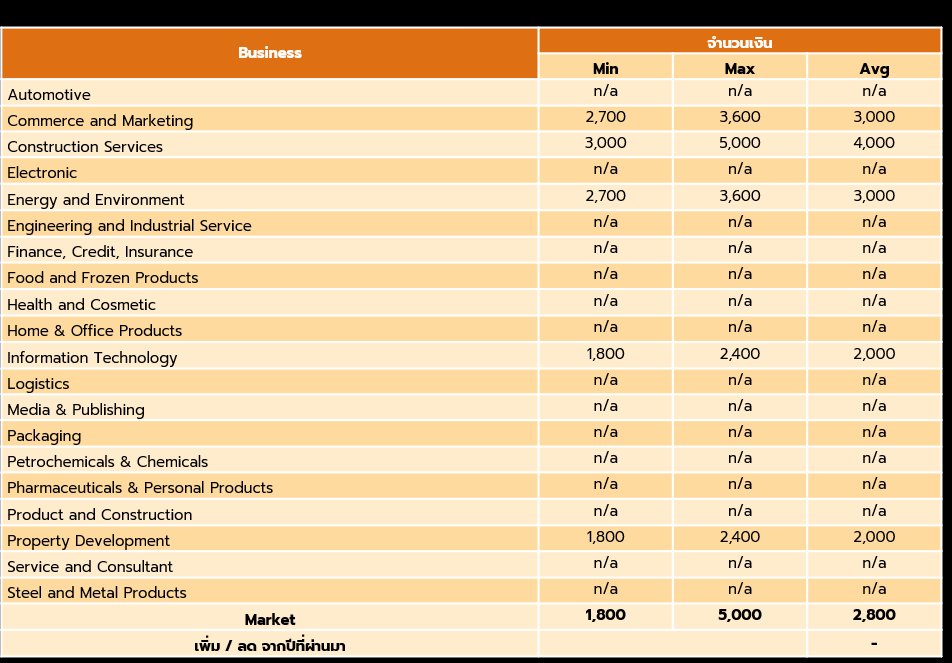 Business จำนวนเงิน
Min Max Avg
Automotive n/a n/a n/a
Commerce and Marketing 2,700 3,600 3,000
Construction Services 3,000 5,000 4,000
Electronic n/a n/a n/a
Energy and Environment 2,700 3,600 3,000
Engineering and Industrial Service n/a n/a n/a
Finance, Credit, Insurance n/a n/a n/a
Food and Frozen Products n/a n/a n/a
Health and Cosmetic n/a n/a n/a
Home & Office Products n/a n/a n/a
Information Technology 1,800 2,400 2,000
Logistics n/a n/a n/a
Media & Publishing n/a n/a n/a
Packaging n/a n/a n/a
Petrochemicals & Chemicals n/a n/a n/a
Pharmaceuticals & Personal Products n/a n/a n/a
Product and Construction n/a n/a n/a
Property Development 1,800 2,400 2,000
Service and Consultant n/a n/a n/a
Steel and Metal Products n/a n/a n/a
Market 1,800 5,000 2,800
เพิ่ม / ลด จากปีที่ผ่านมา -